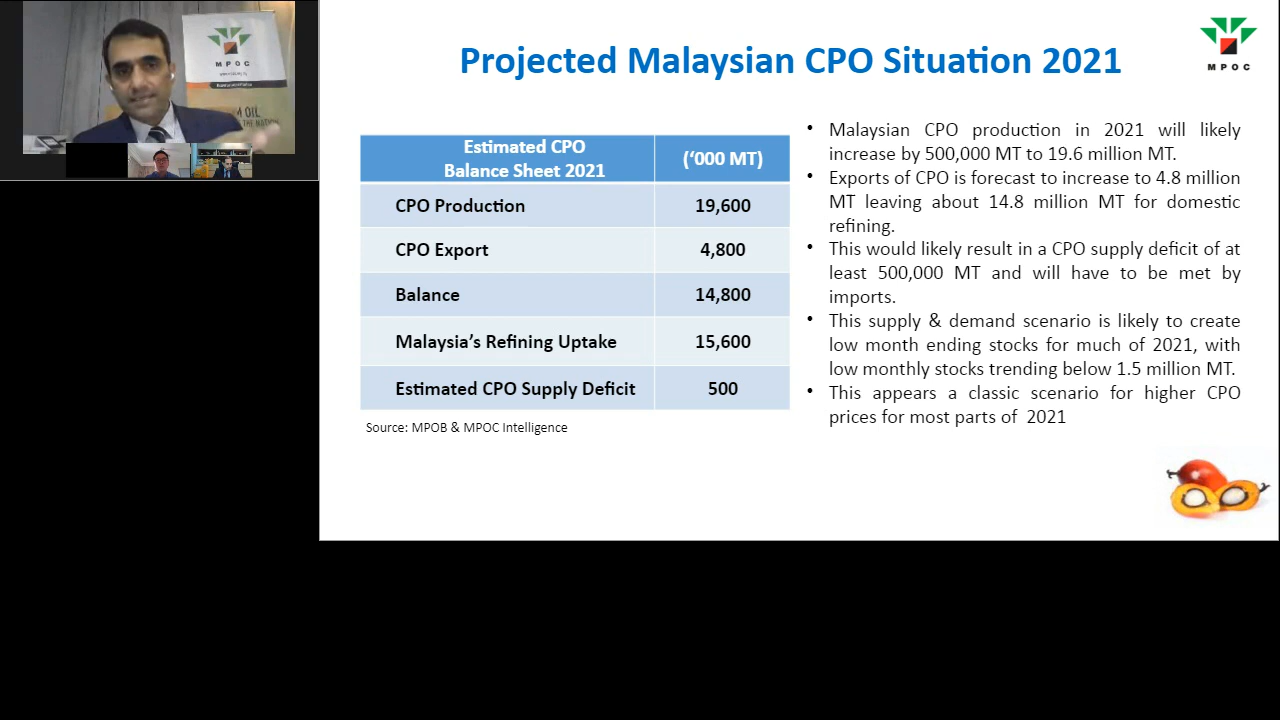 MPOC
M OIL
Projected Malaysian CPO Situation 2021
MPOC
Estimated CPO
Balance Sheet 2021
('000 MT)
CPO Production
19,600
CPO Export
4,800
Balance
14,800
Malaysia's Refining Uptake
15,600
Estimated CPO Supply Deficit
500
Source: MPOB & MPOC Intelligence
• Malaysian CPO production in 2021 will likely
increase by 500,000 MT to 19.6 million MT.
• Exports of CPO is forecast to increase to 4.8 million
MT leaving about 14.8 million MT for domestic
refining.
• This would likely result in a CPO supply deficit of at
least 500,000 MT and will have to be met by
imports.
• This supply & demand scenario is likely to create
low month ending stocks for much of 2021, with
low monthly stocks trending below 1.5 million MT.
• This appears a classic scenario for higher CPO
prices for most parts of 2021